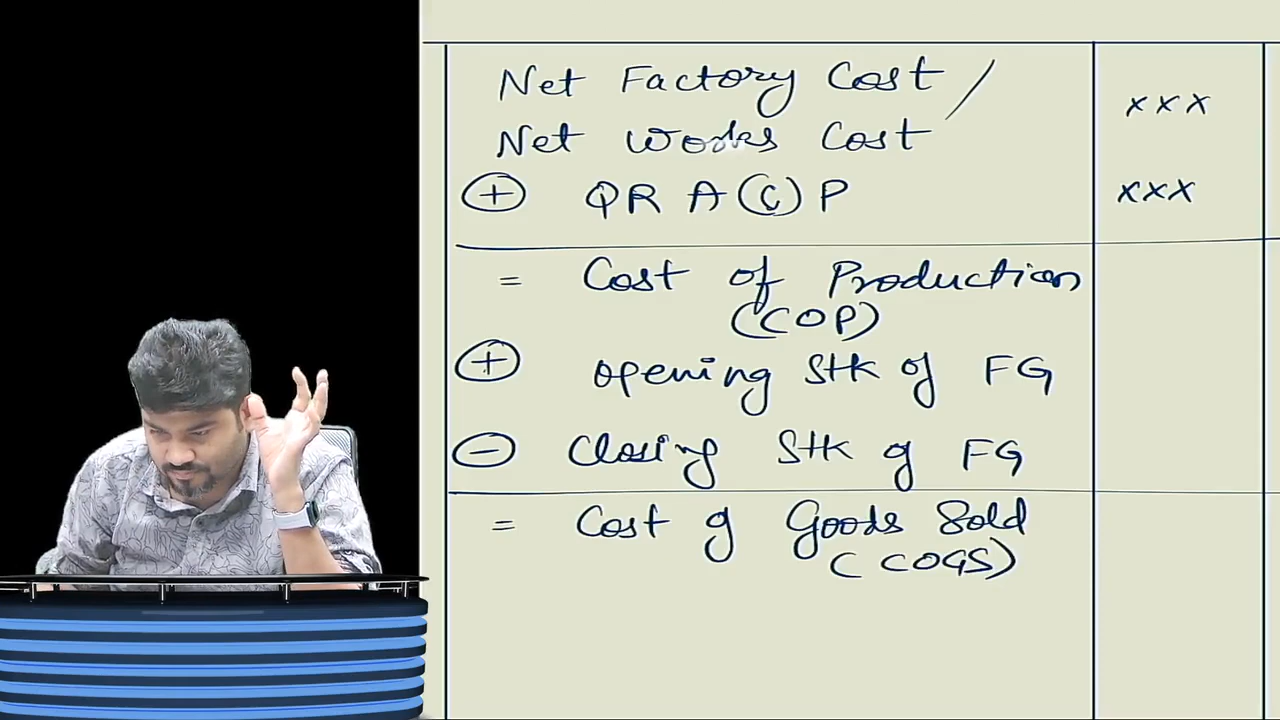 Net Factory Cost /
Net Works Cost xxx
+ QR A (C) P xxx
= Cost of Production
(COP)
+ opening Stk of FG
- Closing Stk of FG
= Cost of Goods Sold
(COGS)